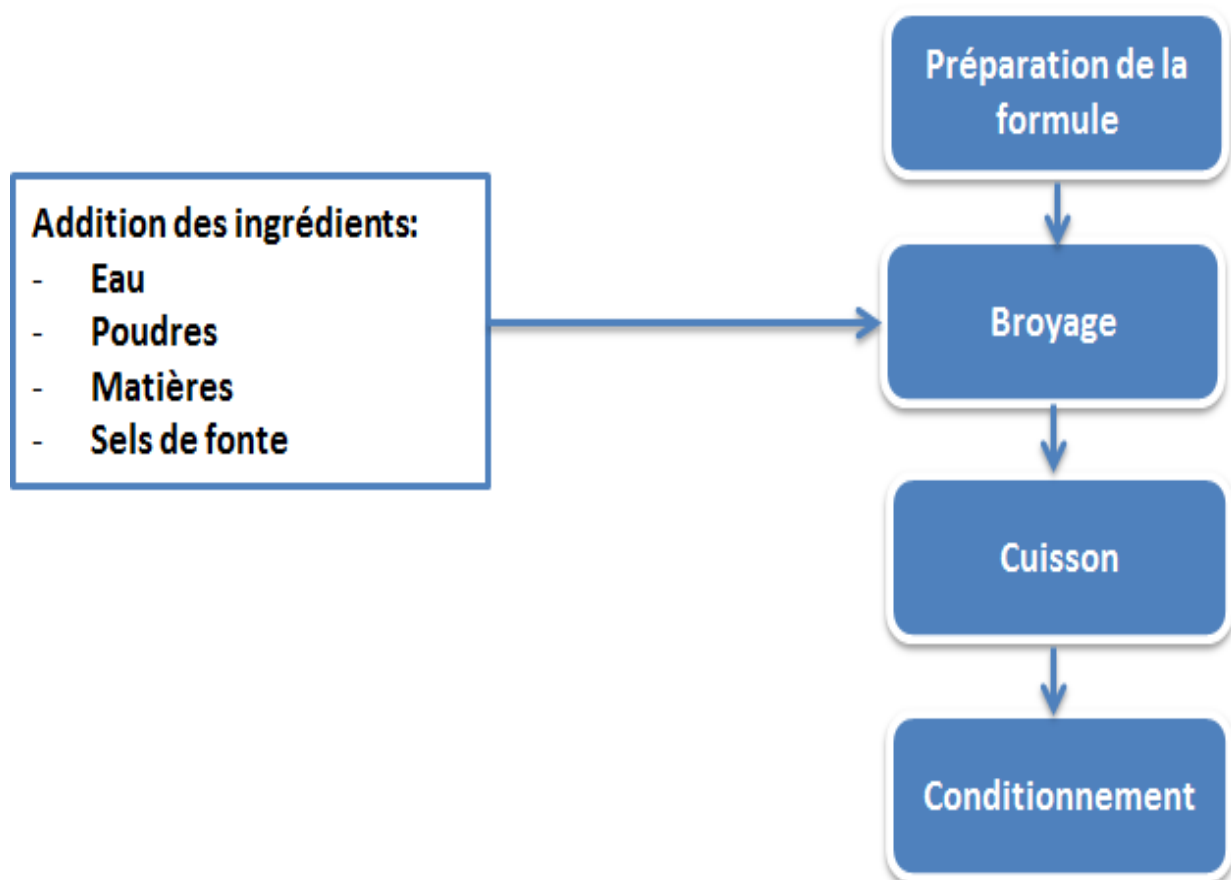 Préparation de la
formule
Addition des ingrédients:
- Eau
- Poudres
- Matières
- Sels de fonte
Broyage
Cuisson
Conditionnement